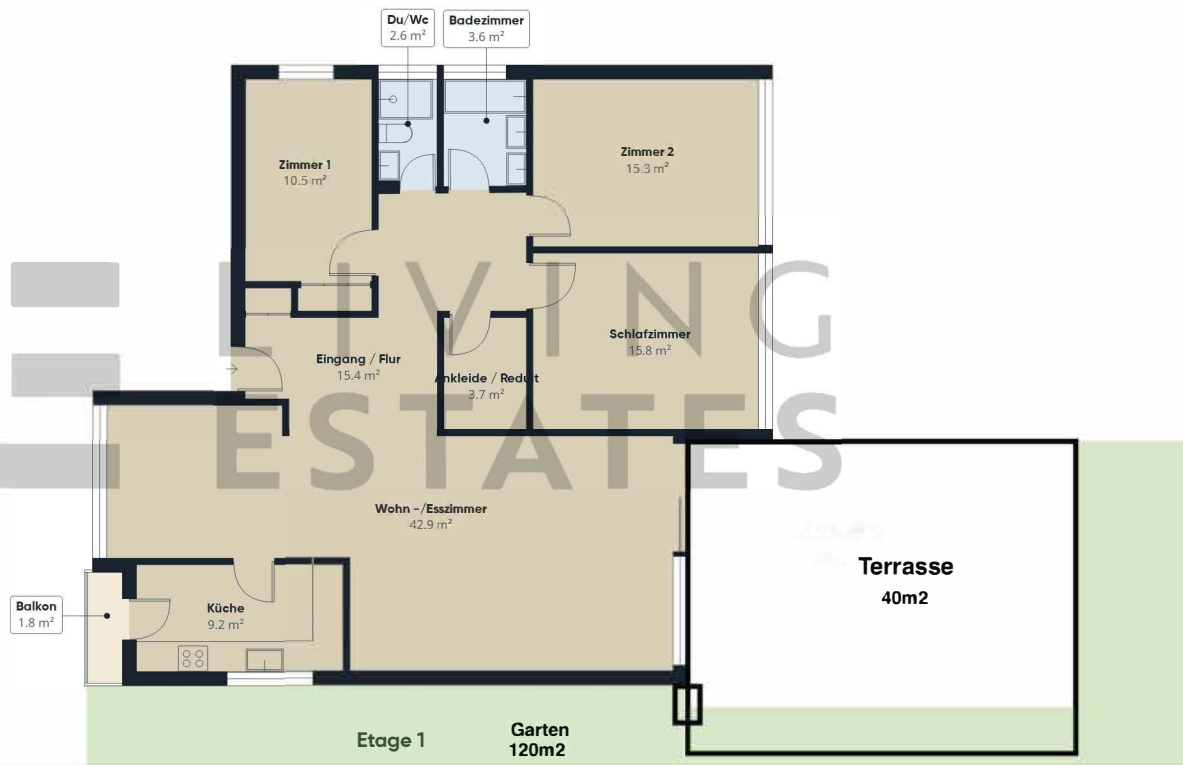 Du/Wc
2.6 m²
Badezimmer
3.6 m²
Zimmer 1
10.5 m²
Zimmer 2
15.3 m²
LIVING
ESTATES
Schlafzimmer
15.8 m²
Eingang / Flur
15.4 m²
Ankleide / Reduit
3.7 m²
Wohn -/Esszimmer
42.9 m²
Terrasse
40m2
Balkon
1.8 m²
Küche
9.2 m²
Etage 1
Garten
120m2